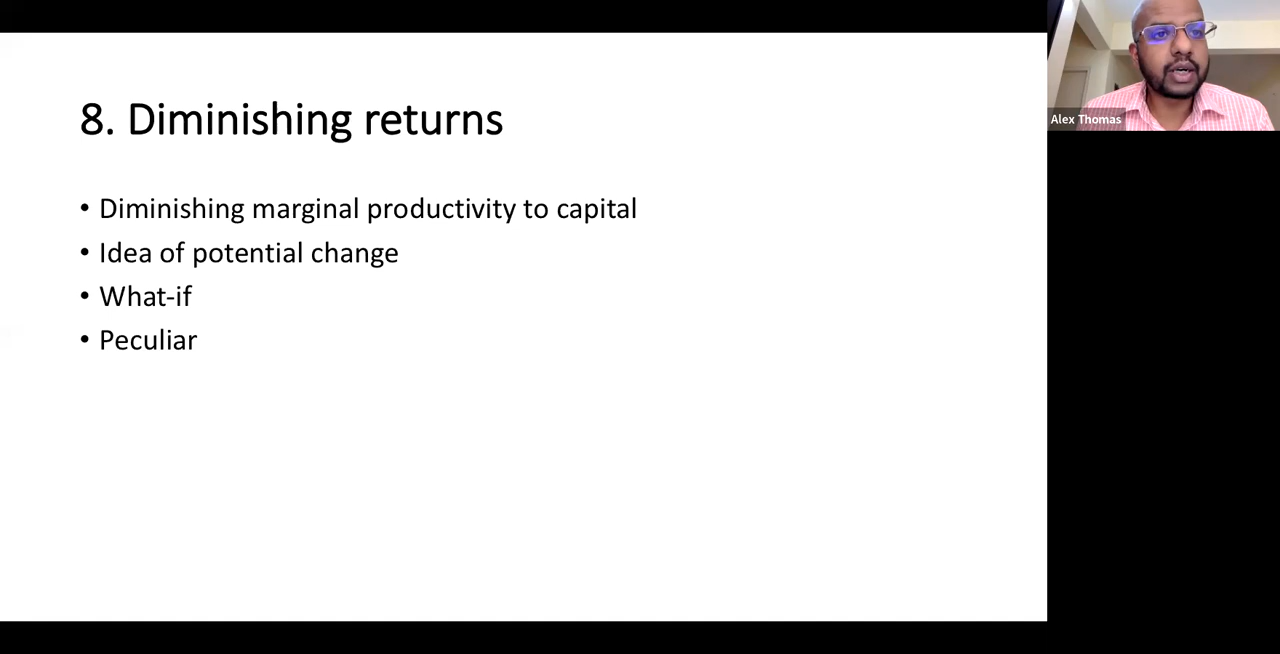 8. Diminishing returns
• Diminishing marginal productivity to capital
• Idea of potential change
• What-if
• Peculiar
Alex Thomas